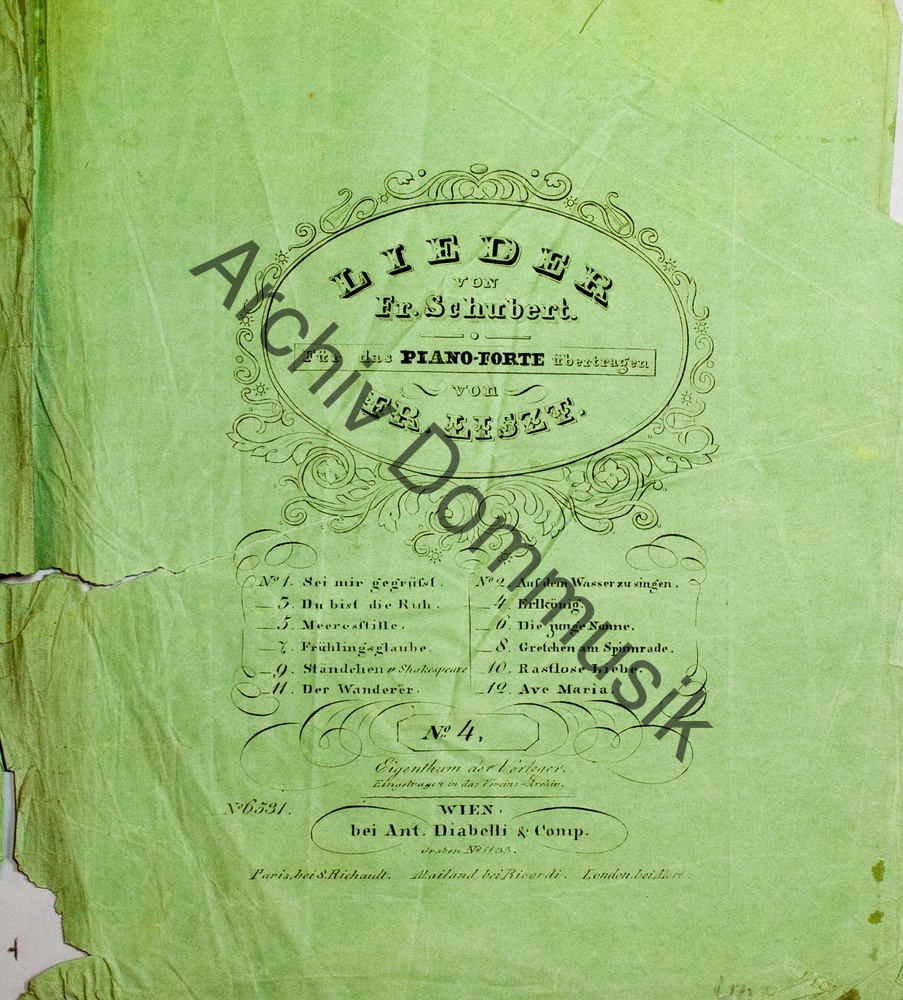 LIEDER
VON
Fr. Schubert.
Für das PIANO-FORTE übertragen
von
FR. LISZT.
Nº 1. Sei mir gegrüsst.
Nº 2. Auf dem Wasser zu singen.
3. Du bist die Ruh.
4. Erlkönig.
5. Meeresstille.
6. Die junge Nonne.
7. Frühlingsglaube.
8. Gretchen am Spinnrade.
9. Ständchen v Shakespeare
10. Rastlose Liebe.
11. Der Wanderer.
12. Ave Maria.
Nº 4,
Eigenthum der Verleger.
Eingetragen in das Vereins-Archiv.
Nº 6531.
WIEN,
bei Ant. Diabelli & Comp.
Graben Nº 1133.
Paris, bei S. Richault. Mailand, bei Ricordi. London, bei
Archiv Dommusik